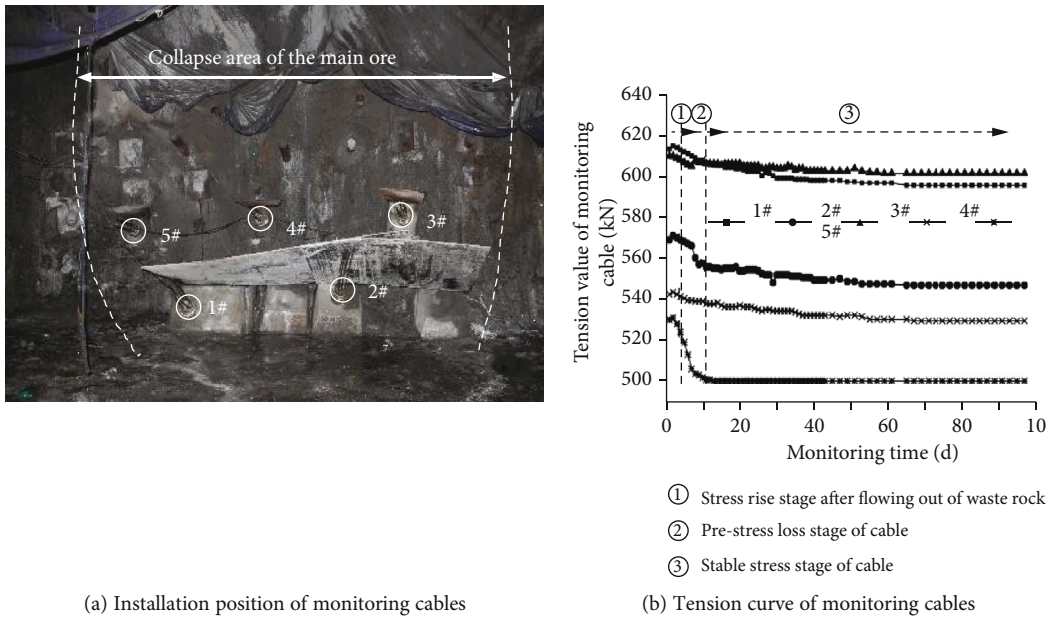 Collapse area of the main ore
5#
4#
3#
1#
2#
(a) Installation position of monitoring cables
Tension value of monitoring
cable (kN)
640
620
600
580
560
540
520
500
① ② ③
1# 2# 3# 4#
5#
0 20 40 60 80 10
Monitoring time (d)
① Stress rise stage after flowing out of waste rock
② Pre-stress loss stage of cable
③ Stable stress stage of cable
(b) Tension curve of monitoring cables